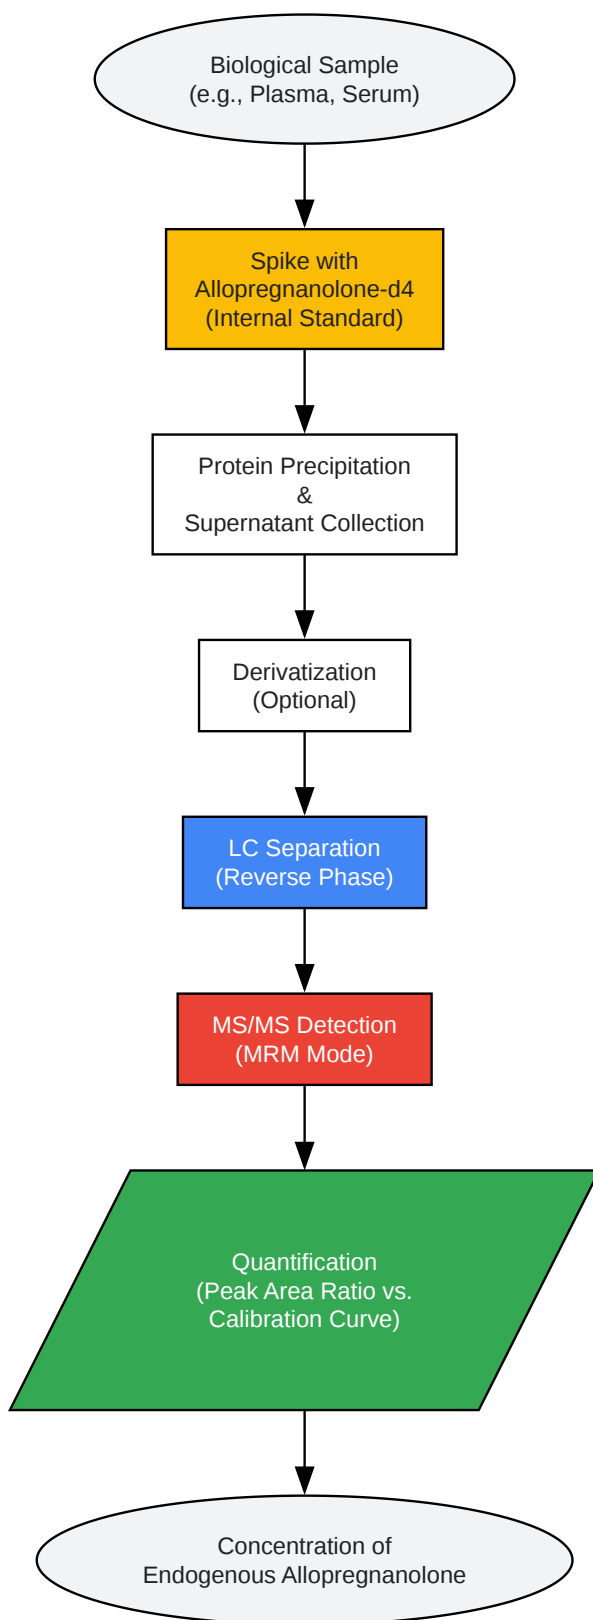 Biological Sample
(e.g., Plasma, Serum)
Spike with
Allopregnanolone-d4
(Internal Standard)
Protein Precipitation
&
Supernatant Collection
Derivatization
(Optional)
LC Separation
(Reverse Phase)
MS/MS Detection
(MRM Mode)
Quantification
(Peak Area Ratio vs.
Calibration Curve)
Concentration of
Endogenous Allopregnanolone